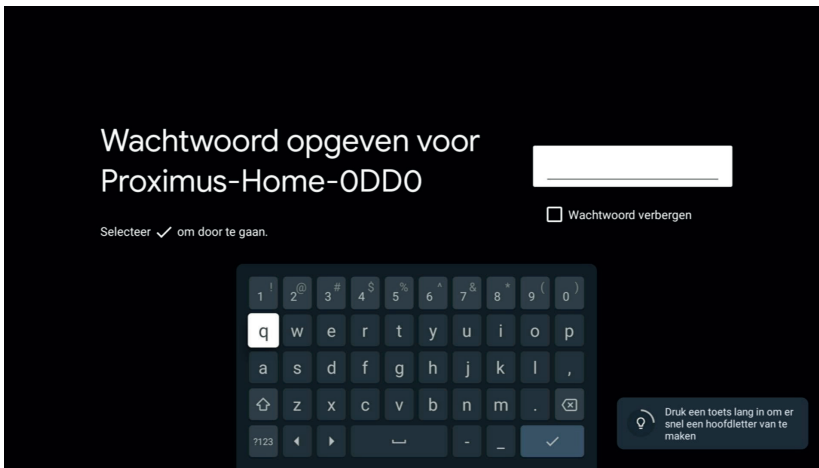 Wachtwoord opgeven voor
Proximus-Home-0DD0
Selecteer ✓ om door te gaan.
Wachtwoord verbergen
1 ! 2 @ 3 # 4 $ 5 % 6 ^ 7 & 8 * 9 ( 0 )
q w e r t y u i o p
a s d f g h j k l ,
z x c v b n m .
?123 - _
Druk een toets lang in om er
snel een hoofdletter van te
maken